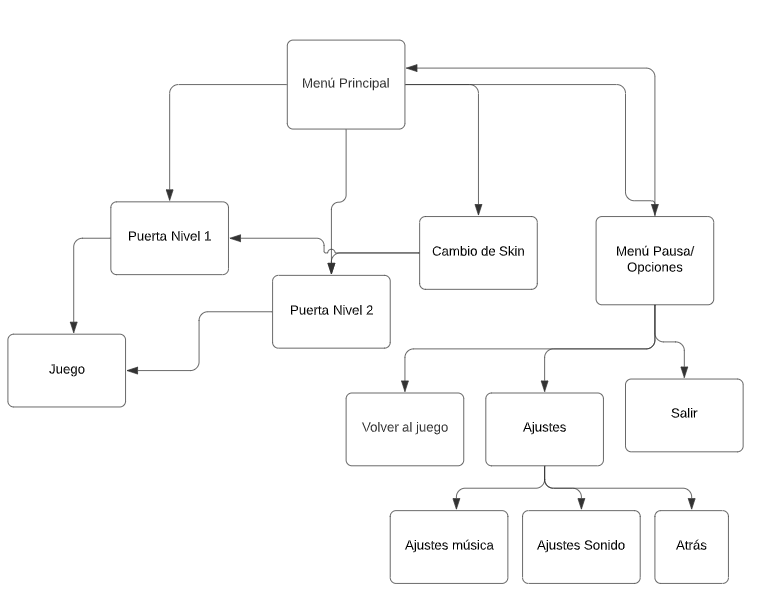 Menú Principal
Puerta Nivel 1
Cambio de Skin
Menú Pausa/
Opciones
Puerta Nivel 2
Juego
Volver al juego
Ajustes
Salir
Ajustes música
Ajustes Sonido
Atrás